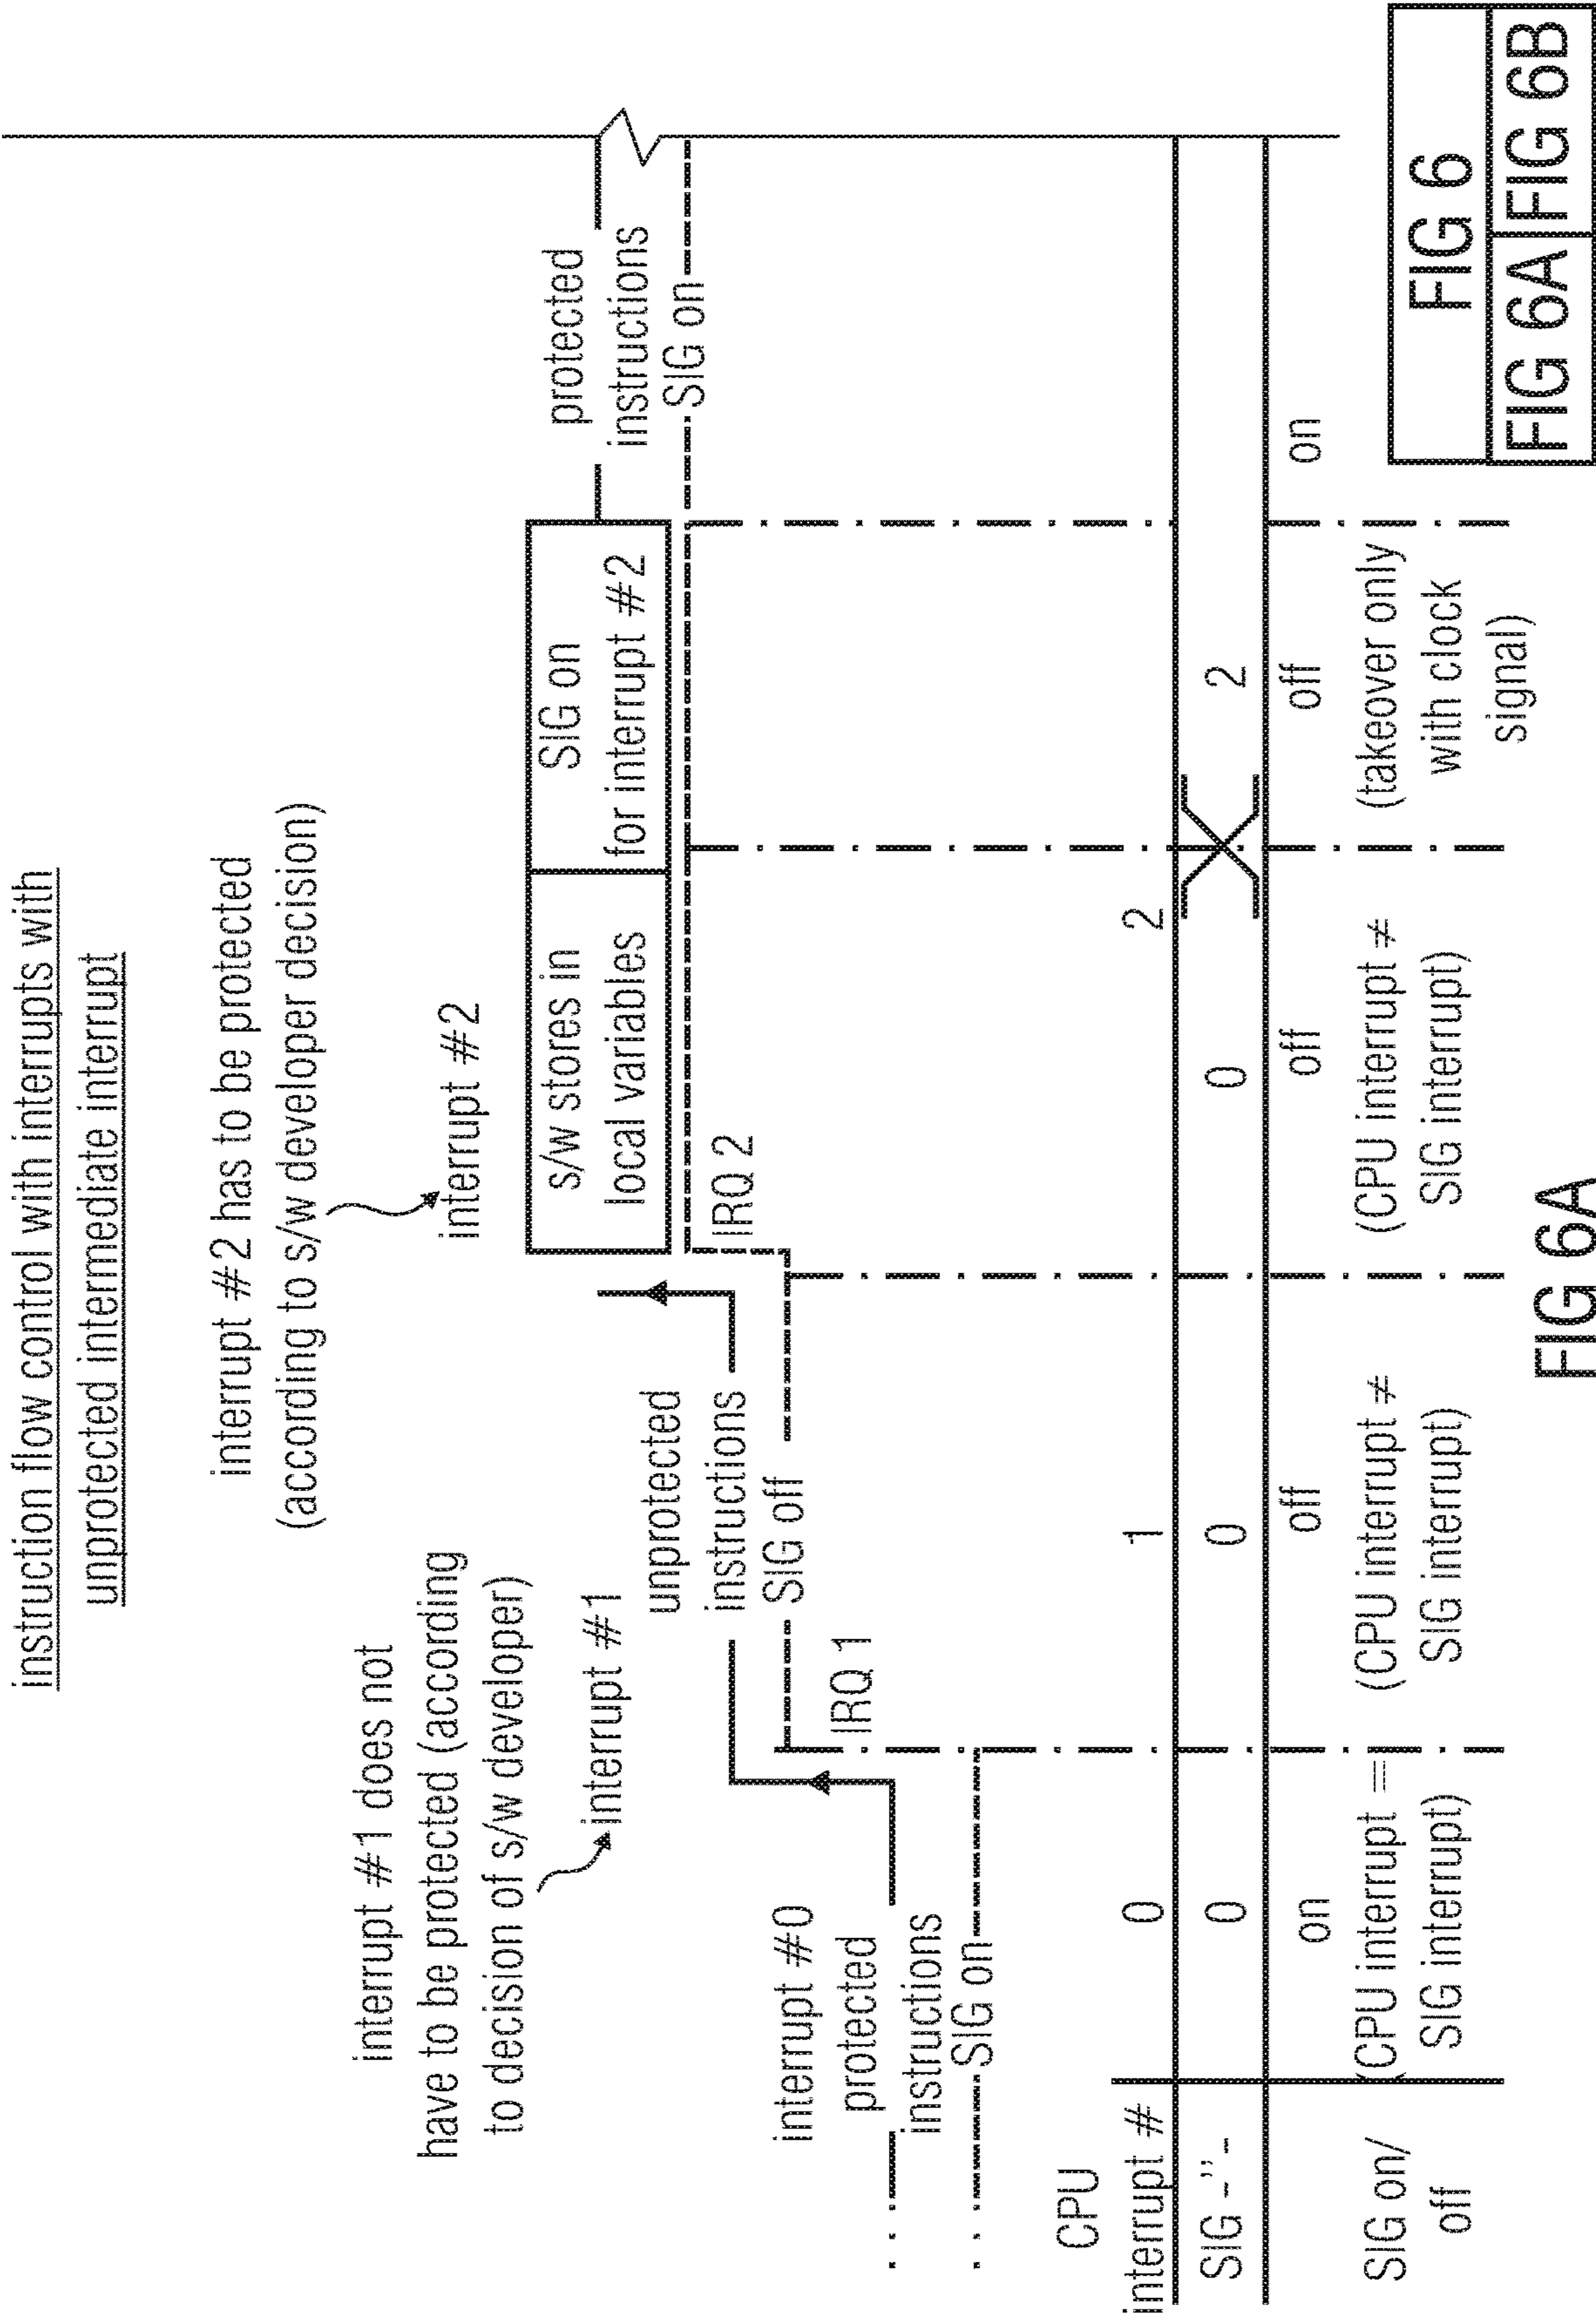 instruction flow control with interrupts with
unprotected intermediate interrupt
interrupt #2 has to be protected
(according to s/w developer decision)
interrupt #1 does not
have to be protected (according
to decision of s/w developer)
interrupt #2
interrupt #1
s/w stores in
local variables
SIG on
for interrupt #2
protected
instructions
SIG on
unprotected
instructions
SIG off
IRQ 2
interrupt #0
protected
instructions
SIG on
IRQ 1
CPU
interrupt # 0 1 2
SIG -"- 0 0 0 2
SIG on/
off
on off off off on
(CPU interrupt =
SIG interrupt)
(CPU interrupt ≠
SIG interrupt)
(CPU interrupt ≠
SIG interrupt)
(takeover only
with clock
signal)
FIG 6A
FIG 6
FIG 6A FIG 6B